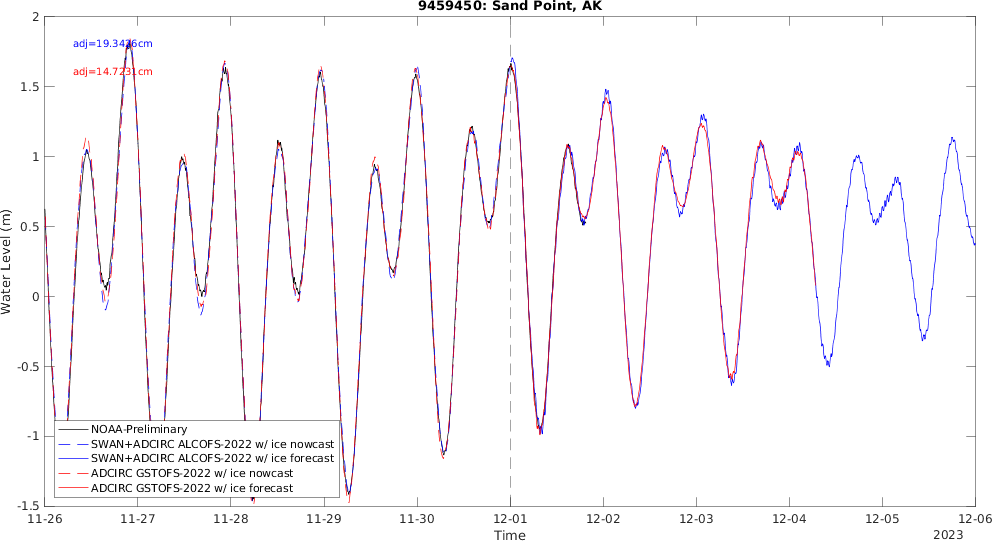 9459450: Sand Point, AK
adj=19.3426cm
adj=14.7231cm
Water Level (m)
2
1.5
1
0.5
0
-0.5
-1
-1.5
NOAA-Preliminary
SWAN+ADCIRC ALCOFS-2022 w/ ice nowcast
SWAN+ADCIRC ALCOFS-2022 w/ ice forecast
ADCIRC GSTOFS-2022 w/ ice nowcast
ADCIRC GSTOFS-2022 w/ ice forecast
11-26 11-27 11-28 11-29 11-30 12-01 12-02 12-03 12-04 12-05 12-06
Time
2023